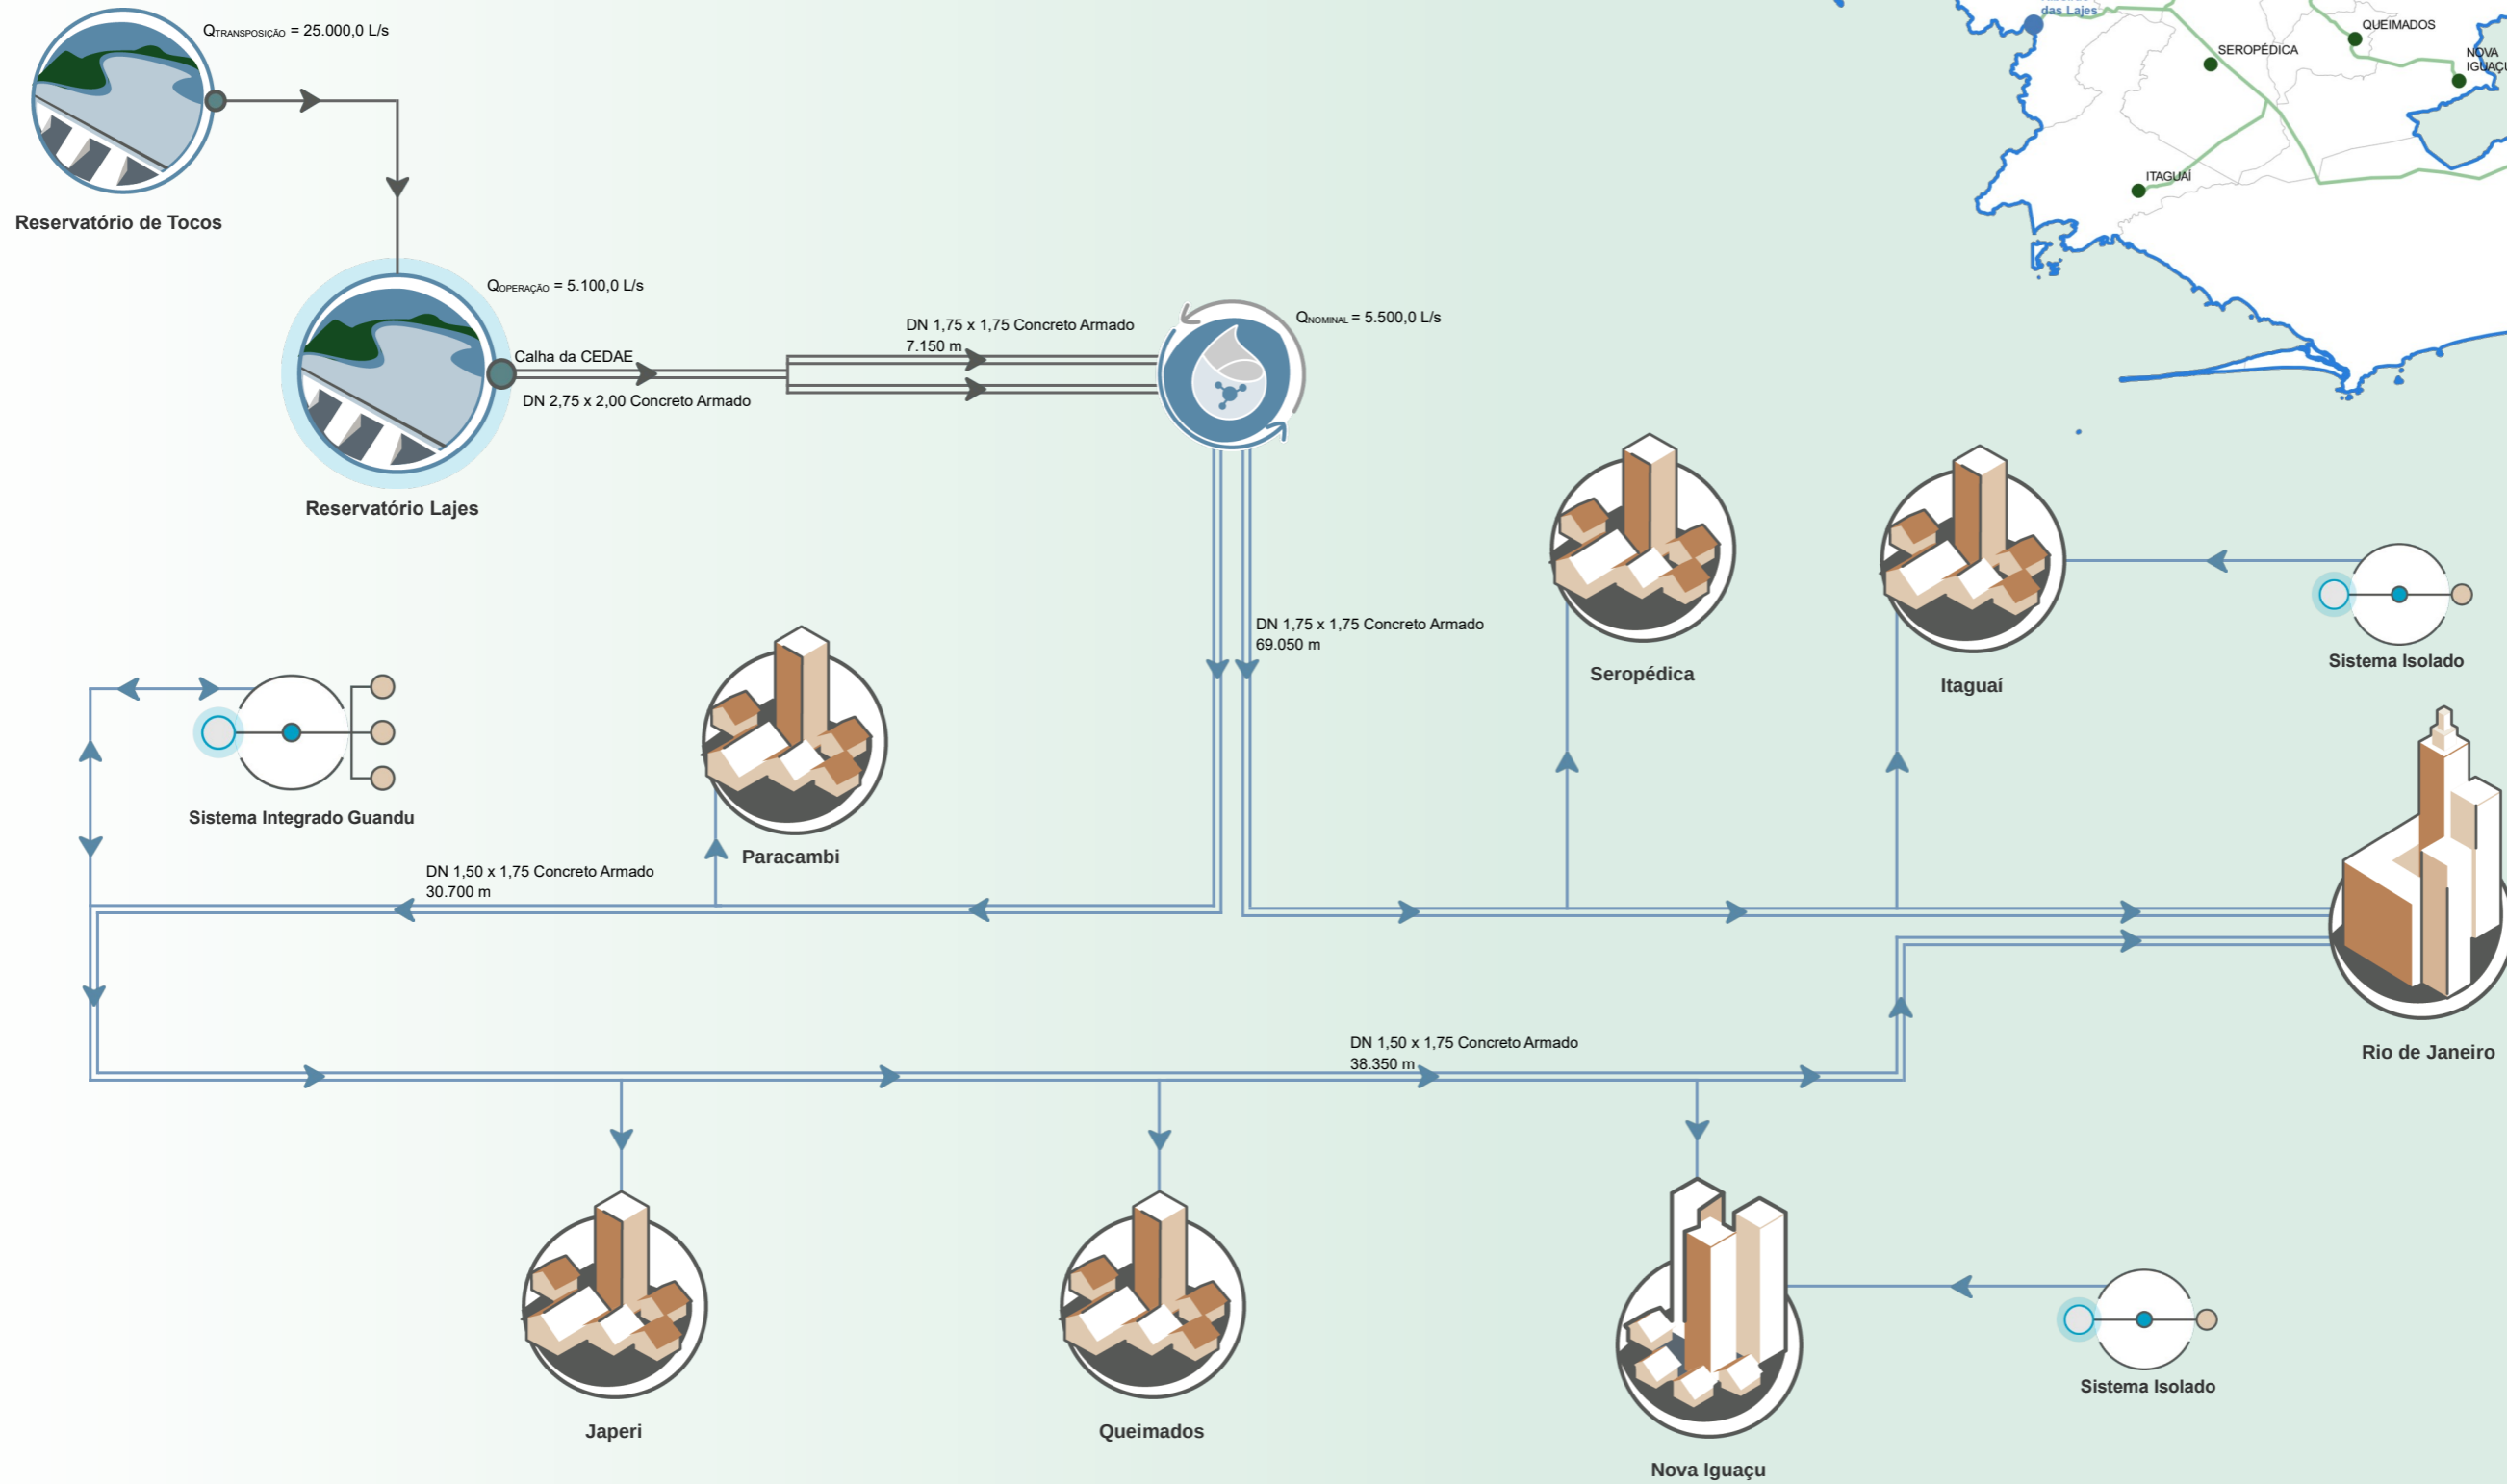 QTRANSPOSIÇÃO = 25.000,0 L/s
Reservatório de Tocos
das Lajes
QUEIMADOS
SEROPÉDICA
NOVA
ITAGUAÍ
QOPERAÇÃO = 5.100,0 L/s
Calha da CEDAE
DN 2,75 x 2,00 Concreto Armado
DN 1,75 x 1,75 Concreto Armado
7.150 m
QNOMINAL = 5.500,0 L/s
Reservatório Lajes
DN 1,75 x 1,75 Concreto Armado
69.050 m
Seropédica
Itaguaí
Sistema Isolado
Sistema Integrado Guandu
Paracambi
DN 1,50 x 1,75 Concreto Armado
30.700 m
Rio de Janeiro
DN 1,50 x 1,75 Concreto Armado
38.350 m
Japeri
Queimados
Nova Iguaçu
Sistema Isolado